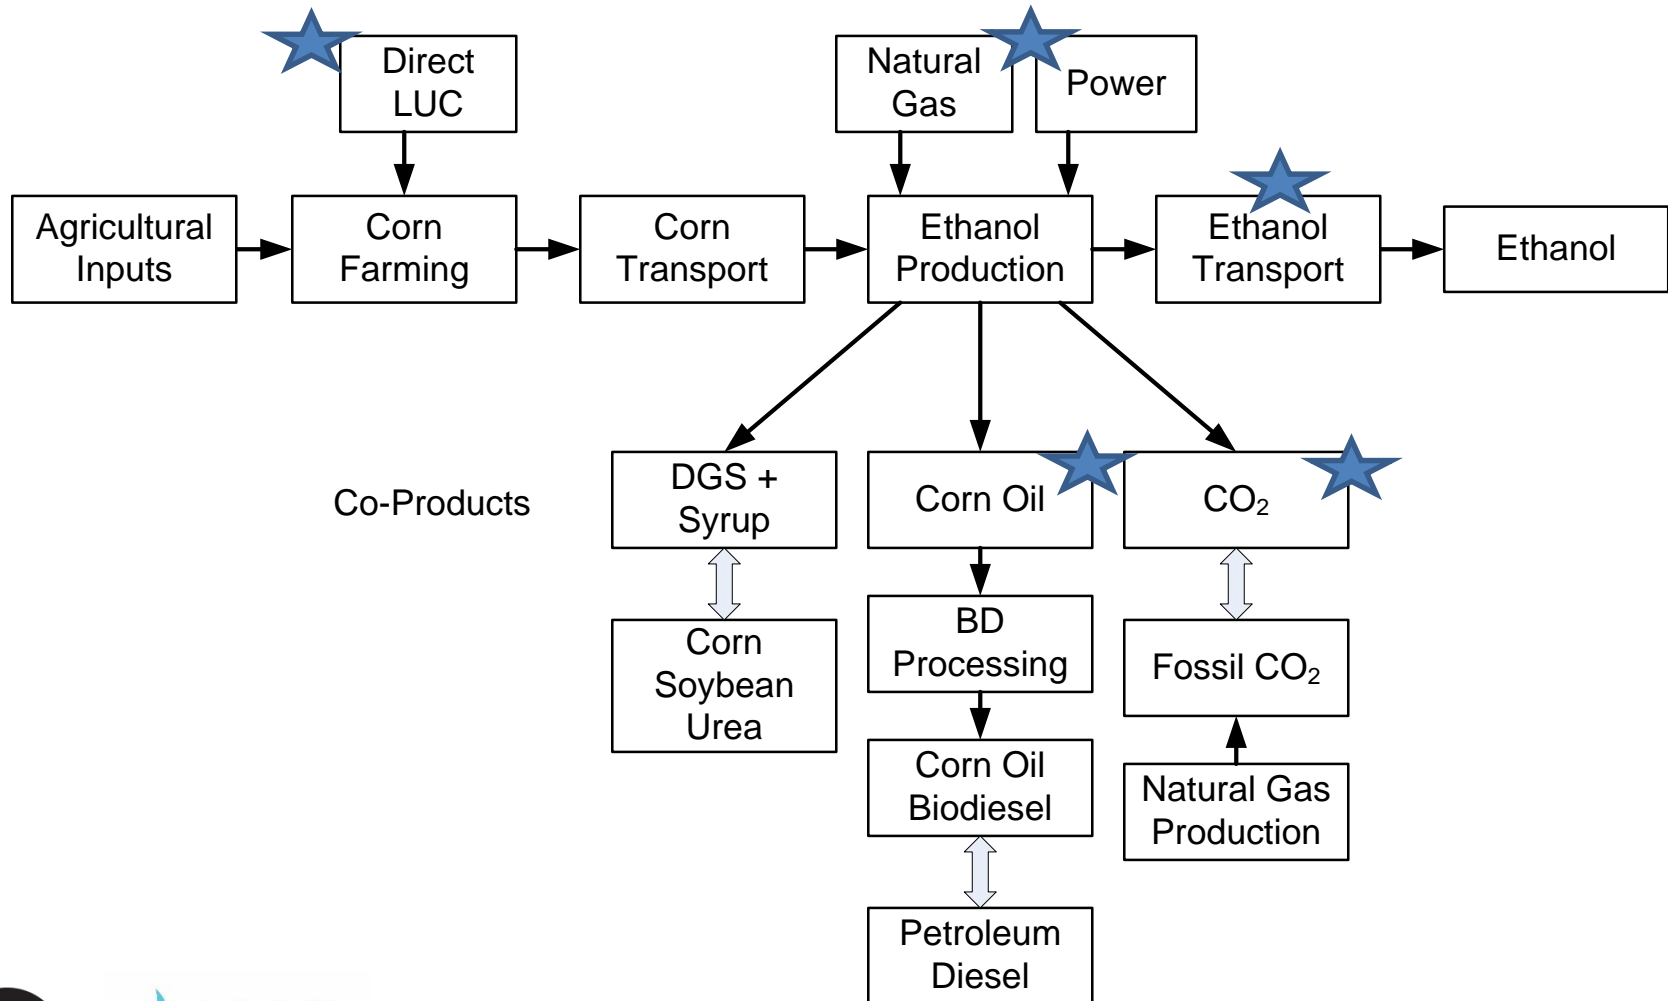 Direct
LUC
Natural
Gas
Power
Agricultural
Inputs
Corn
Farming
Corn
Transport
Ethanol
Production
Ethanol
Transport
Ethanol
Co-Products
DGS +
Syrup
Corn Oil
CO₂
Corn
Soybean
Urea
BD
Processing
Fossil CO₂
Corn Oil
Biodiesel
Natural Gas
Production
Petroleum
Diesel